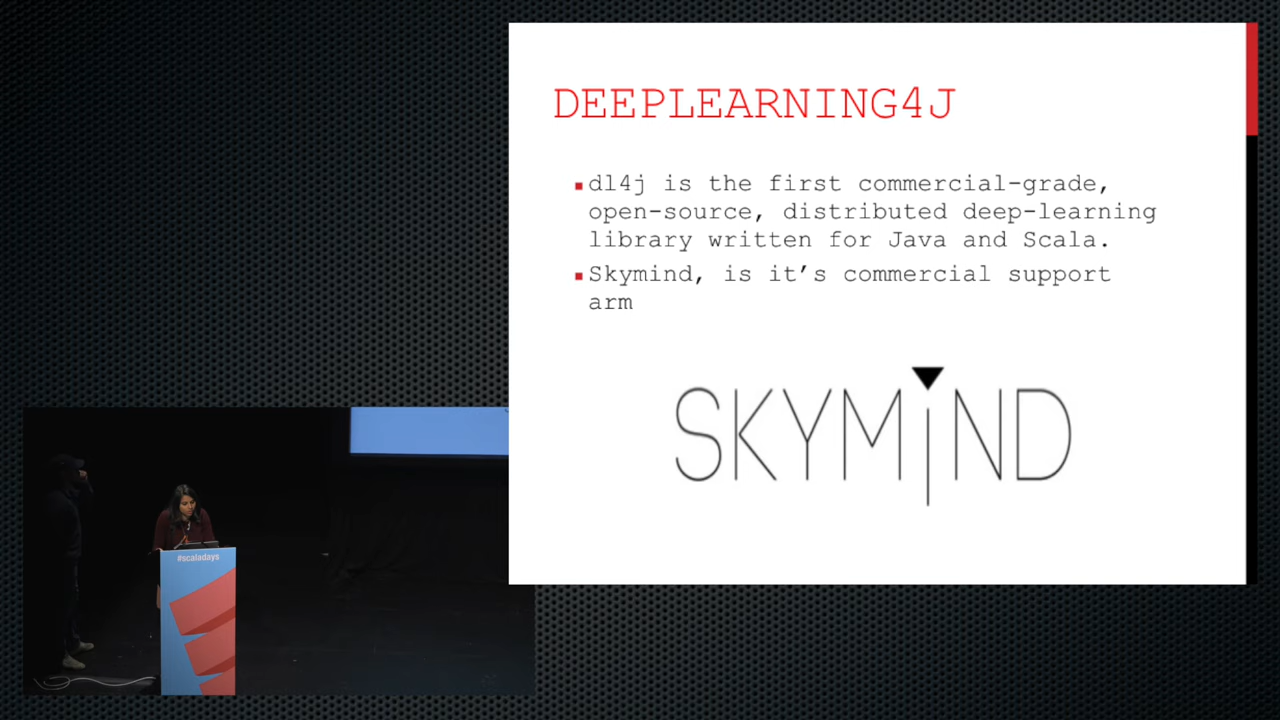 DEEPLEARNING4J
dl4j is the first commercial-grade,
open-source, distributed deep-learning
library written for Java and Scala.
Skymind, is it’s commercial support
arm
SKYMIND
#scaladays